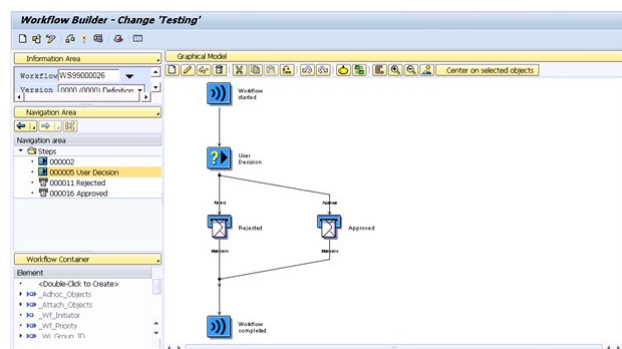 Workflow Builder - Change 'Testing'
Information Area
Graphical Model
Workflow WS99000026
Version 0000 (0000) Definition
Center on selected objects
Navigation Area
Navigation area
Steps
000002
000005 User Decision
000011 Rejected
000016 Approved
Workflow Container
Element
<Double-Click to Create>
_Adhoc_Objects
_Attach_Objects
_Wf_Initiator
_Wf_Priority
_Wi_Group_ID
Workflow
started
User
Decision
Rejected
Approved
Workflow
completed